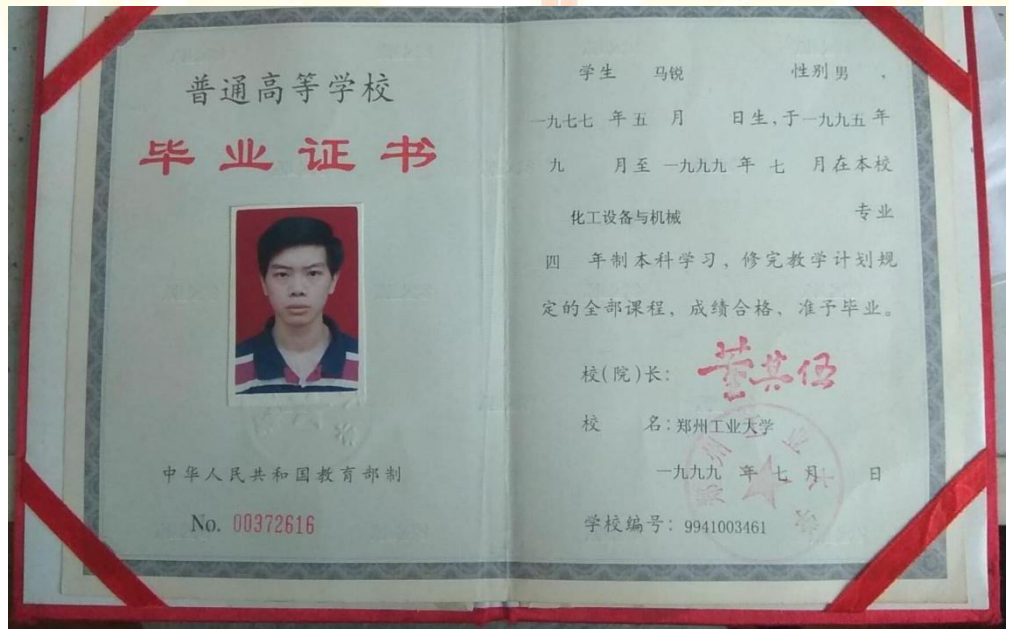 普通高等学校
毕业证书
中华人民共和国教育部制
No. 00372616
学生 马锐 性别 男 ，
一九七七 年 五 月 日生，于 一九九五 年
九 月至 一九九九 年 七 月在本校
化工设备与机械 专业
四 年制本科学习、修完教学计划规
定的全部课程、成绩合格、准予毕业。
校(院)长: 董其伍
校 名: 郑州工业大学
一九九九 年 七 月 日
学校编号: 9941003461